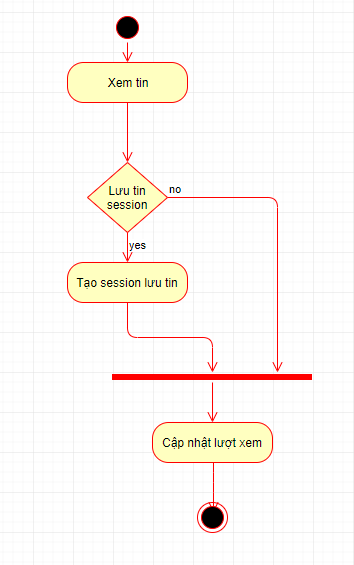 Xem tin
Lưu tin
session
no
yes
Tạo session lưu tin
Cập nhật lượt xem